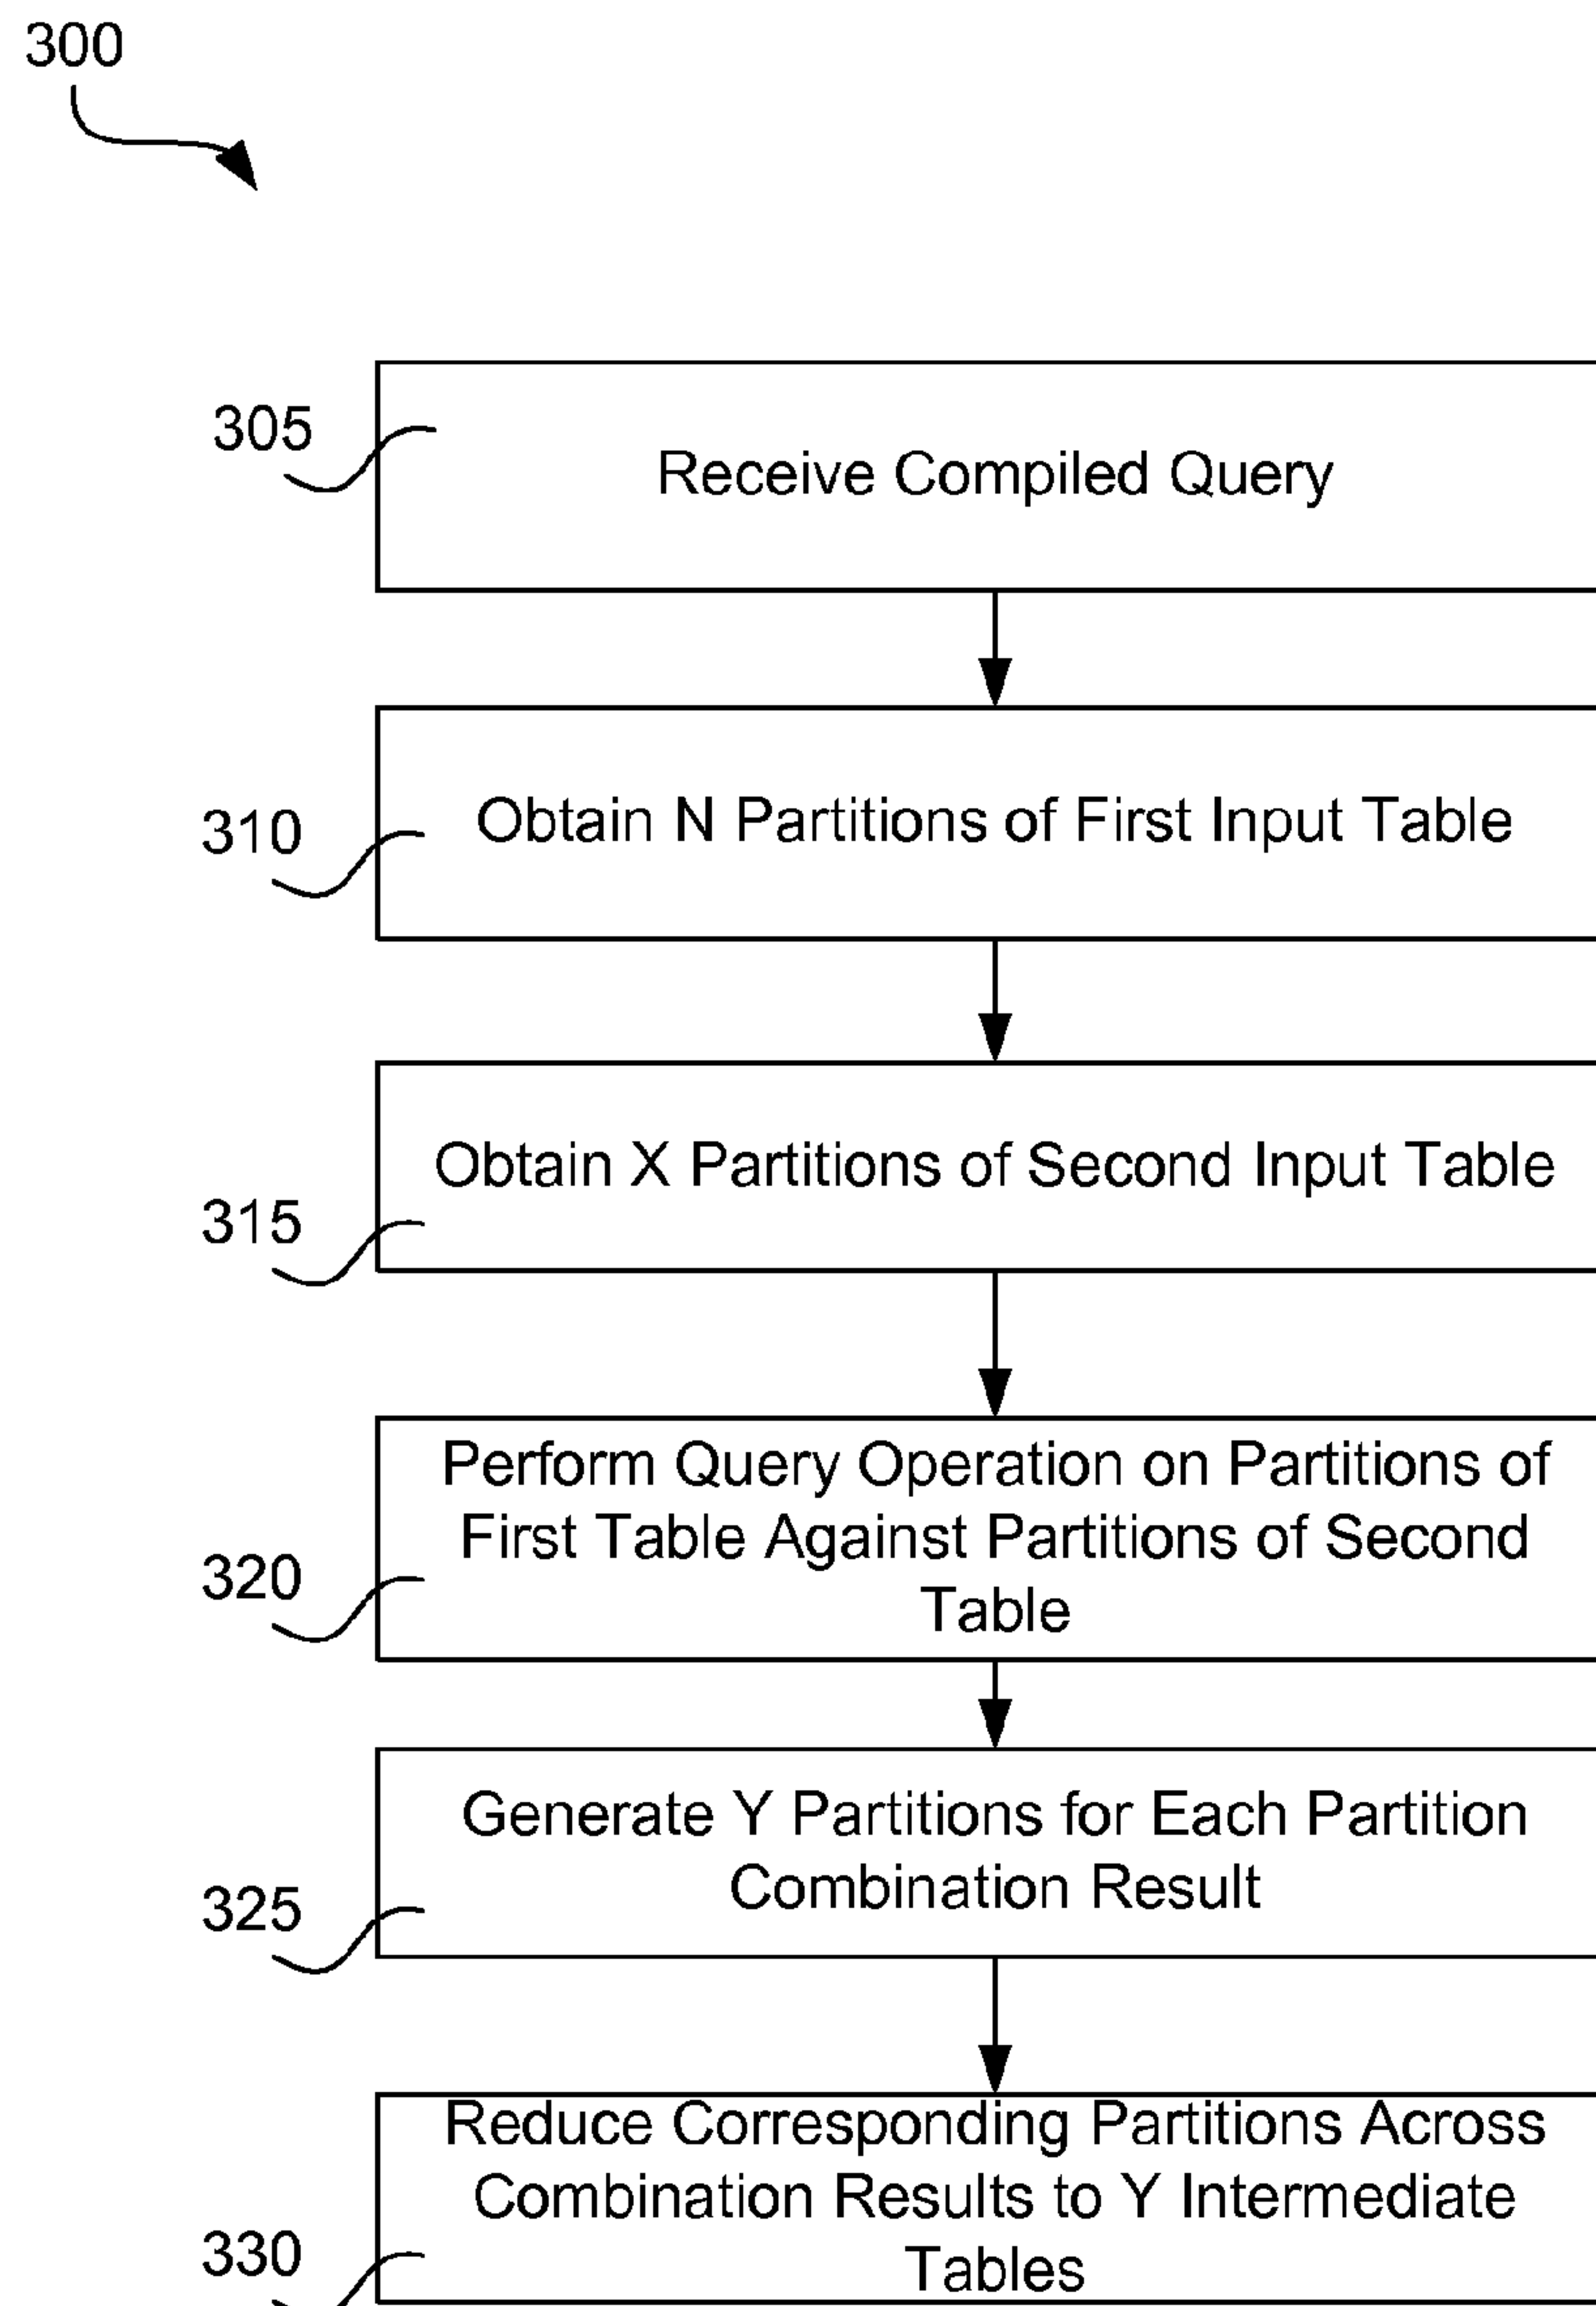 300
305
Receive Compiled Query
310
Obtain N Partitions of First Input Table
315
Obtain X Partitions of Second Input Table
320
Perform Query Operation on Partitions of
First Table Against Partitions of Second
Table
325
Generate Y Partitions for Each Partition
Combination Result
330
Reduce Corresponding Partitions Across
Combination Results to Y Intermediate
Tables